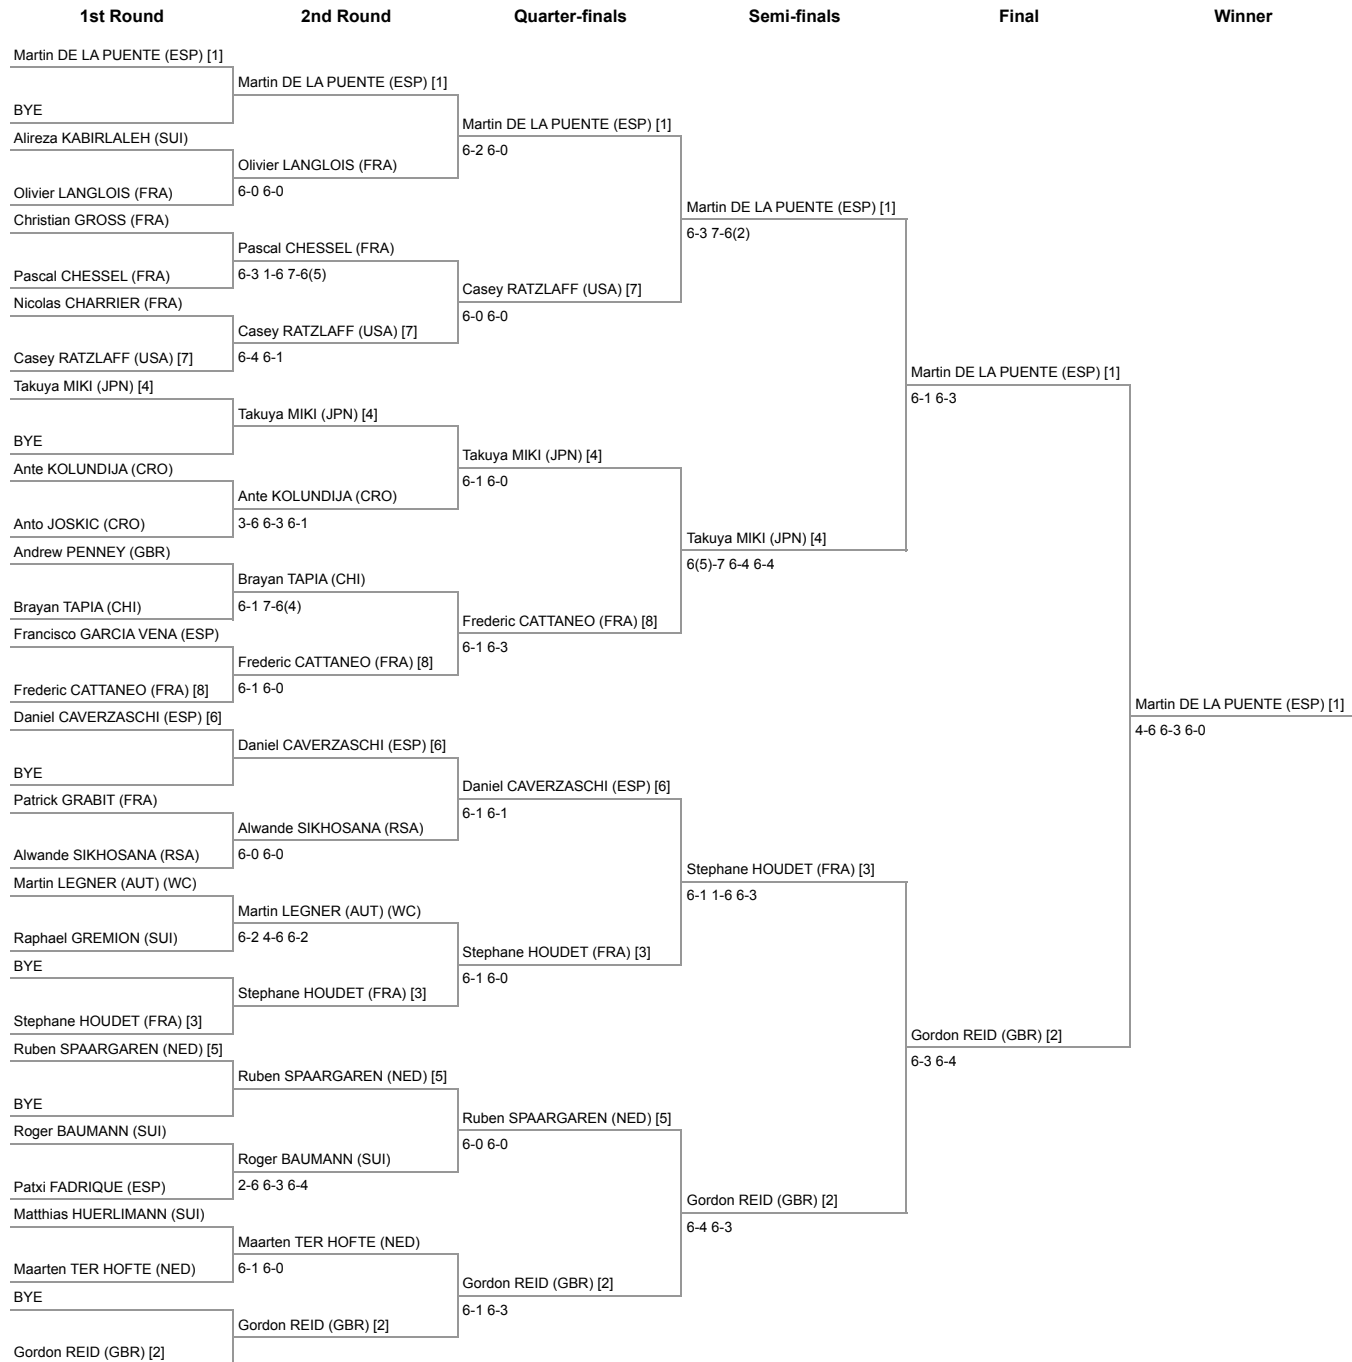 1st Round 2nd Round Quarter-finals Semi-finals Final Winner
Martin DE LA PUENTE (ESP) [1]
Martin DE LA PUENTE (ESP) [1]
BYE
Martin DE LA PUENTE (ESP) [1]
Alireza KABIRLALEH (SUI)
6-2 6-0
Olivier LANGLOIS (FRA)
Olivier LANGLOIS (FRA) 6-0 6-0
Martin DE LA PUENTE (ESP) [1]
Christian GROSS (FRA)
6-3 7-6(2)
Pascal CHESSEL (FRA)
Pascal CHESSEL (FRA) 6-3 1-6 7-6(5)
Casey RATZLAFF (USA) [7]
Nicolas CHARRIER (FRA)
6-0 6-0
Casey RATZLAFF (USA) [7]
Casey RATZLAFF (USA) [7] 6-4 6-1
Martin DE LA PUENTE (ESP) [1]
Takuya MIKI (JPN) [4]
6-1 6-3
Takuya MIKI (JPN) [4]
BYE
Takuya MIKI (JPN) [4]
Ante KOLUNDIJA (CRO)
6-1 6-0
Ante KOLUNDIJA (CRO)
Anto JOSKIC (CRO) 3-6 6-3 6-1
Takuya MIKI (JPN) [4]
Andrew PENNEY (GBR)
6(5)-7 6-4 6-4
Brayan TAPIA (CHI)
Brayan TAPIA (CHI) 6-1 7-6(4)
Frederic CATTANEO (FRA) [8]
Francisco GARCIA VENA (ESP)
6-1 6-3
Frederic CATTANEO (FRA) [8]
Frederic CATTANEO (FRA) [8] 6-1 6-0
Martin DE LA PUENTE (ESP) [1]
Daniel CAVERZASCHI (ESP) [6]
4-6 6-3 6-0
Daniel CAVERZASCHI (ESP) [6]
BYE
Daniel CAVERZASCHI (ESP) [6]
Patrick GRABIT (FRA)
6-1 6-1
Alwande SIKHOSANA (RSA)
Alwande SIKHOSANA (RSA) 6-0 6-0
Stephane HOUDET (FRA) [3]
Martin LEGNER (AUT) (WC)
6-1 1-6 6-3
Martin LEGNER (AUT) (WC)
Raphael GREMION (SUI) 6-2 4-6 6-2
Stephane HOUDET (FRA) [3]
BYE
6-1 6-0
Stephane HOUDET (FRA) [3]
Stephane HOUDET (FRA) [3]
Gordon REID (GBR) [2]
Ruben SPAARGAREN (NED) [5]
6-3 6-4
Ruben SPAARGAREN (NED) [5]
BYE
Ruben SPAARGAREN (NED) [5]
Roger BAUMANN (SUI)
6-0 6-0
Roger BAUMANN (SUI)
Patxi FADRIQUE (ESP) 2-6 6-3 6-4
Gordon REID (GBR) [2]
Matthias HUERLIMANN (SUI)
6-4 6-3
Maarten TER HOFTE (NED)
Maarten TER HOFTE (NED) 6-1 6-0
Gordon REID (GBR) [2]
BYE
6-1 6-3
Gordon REID (GBR) [2]
Gordon REID (GBR) [2]